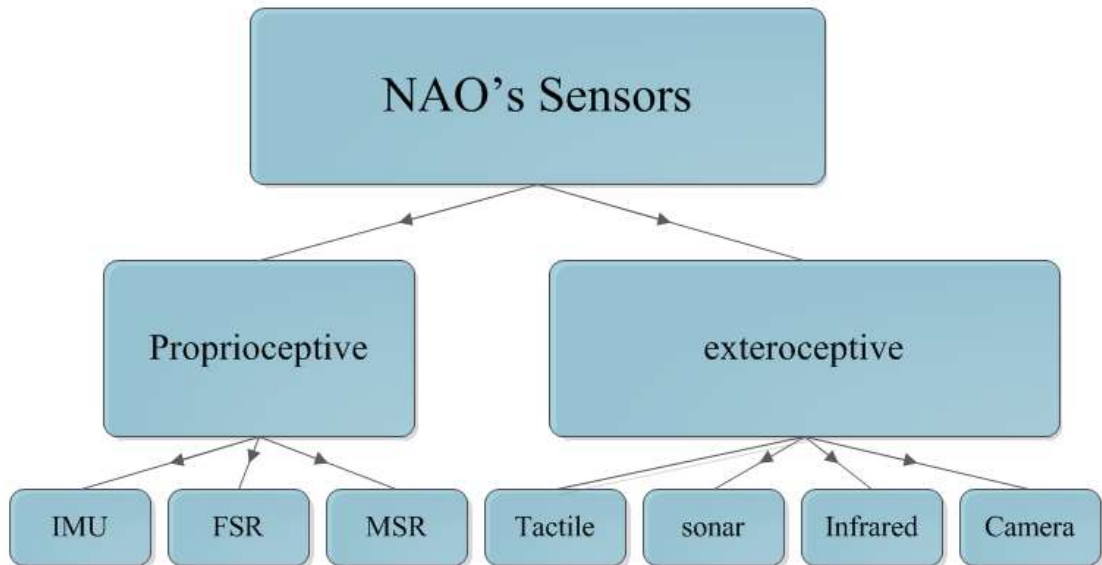 NAO’s Sensors
Proprioceptive
exteroceptive
IMU
FSR
MSR
Tactile
sonar
Infrared
Camera